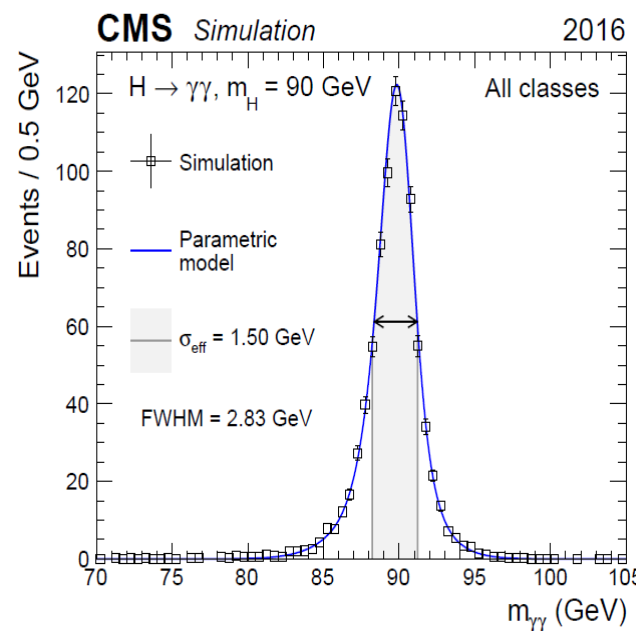 CMS Simulation 2016
H → γγ, m_H = 90 GeV All classes
Simulation
Parametric
model
σ_eff = 1.50 GeV
FWHM = 2.83 GeV
Events / 0.5 GeV
120
100
80
60
40
20
0
70 75 80 85 90 95 100 105
m_γγ (GeV)